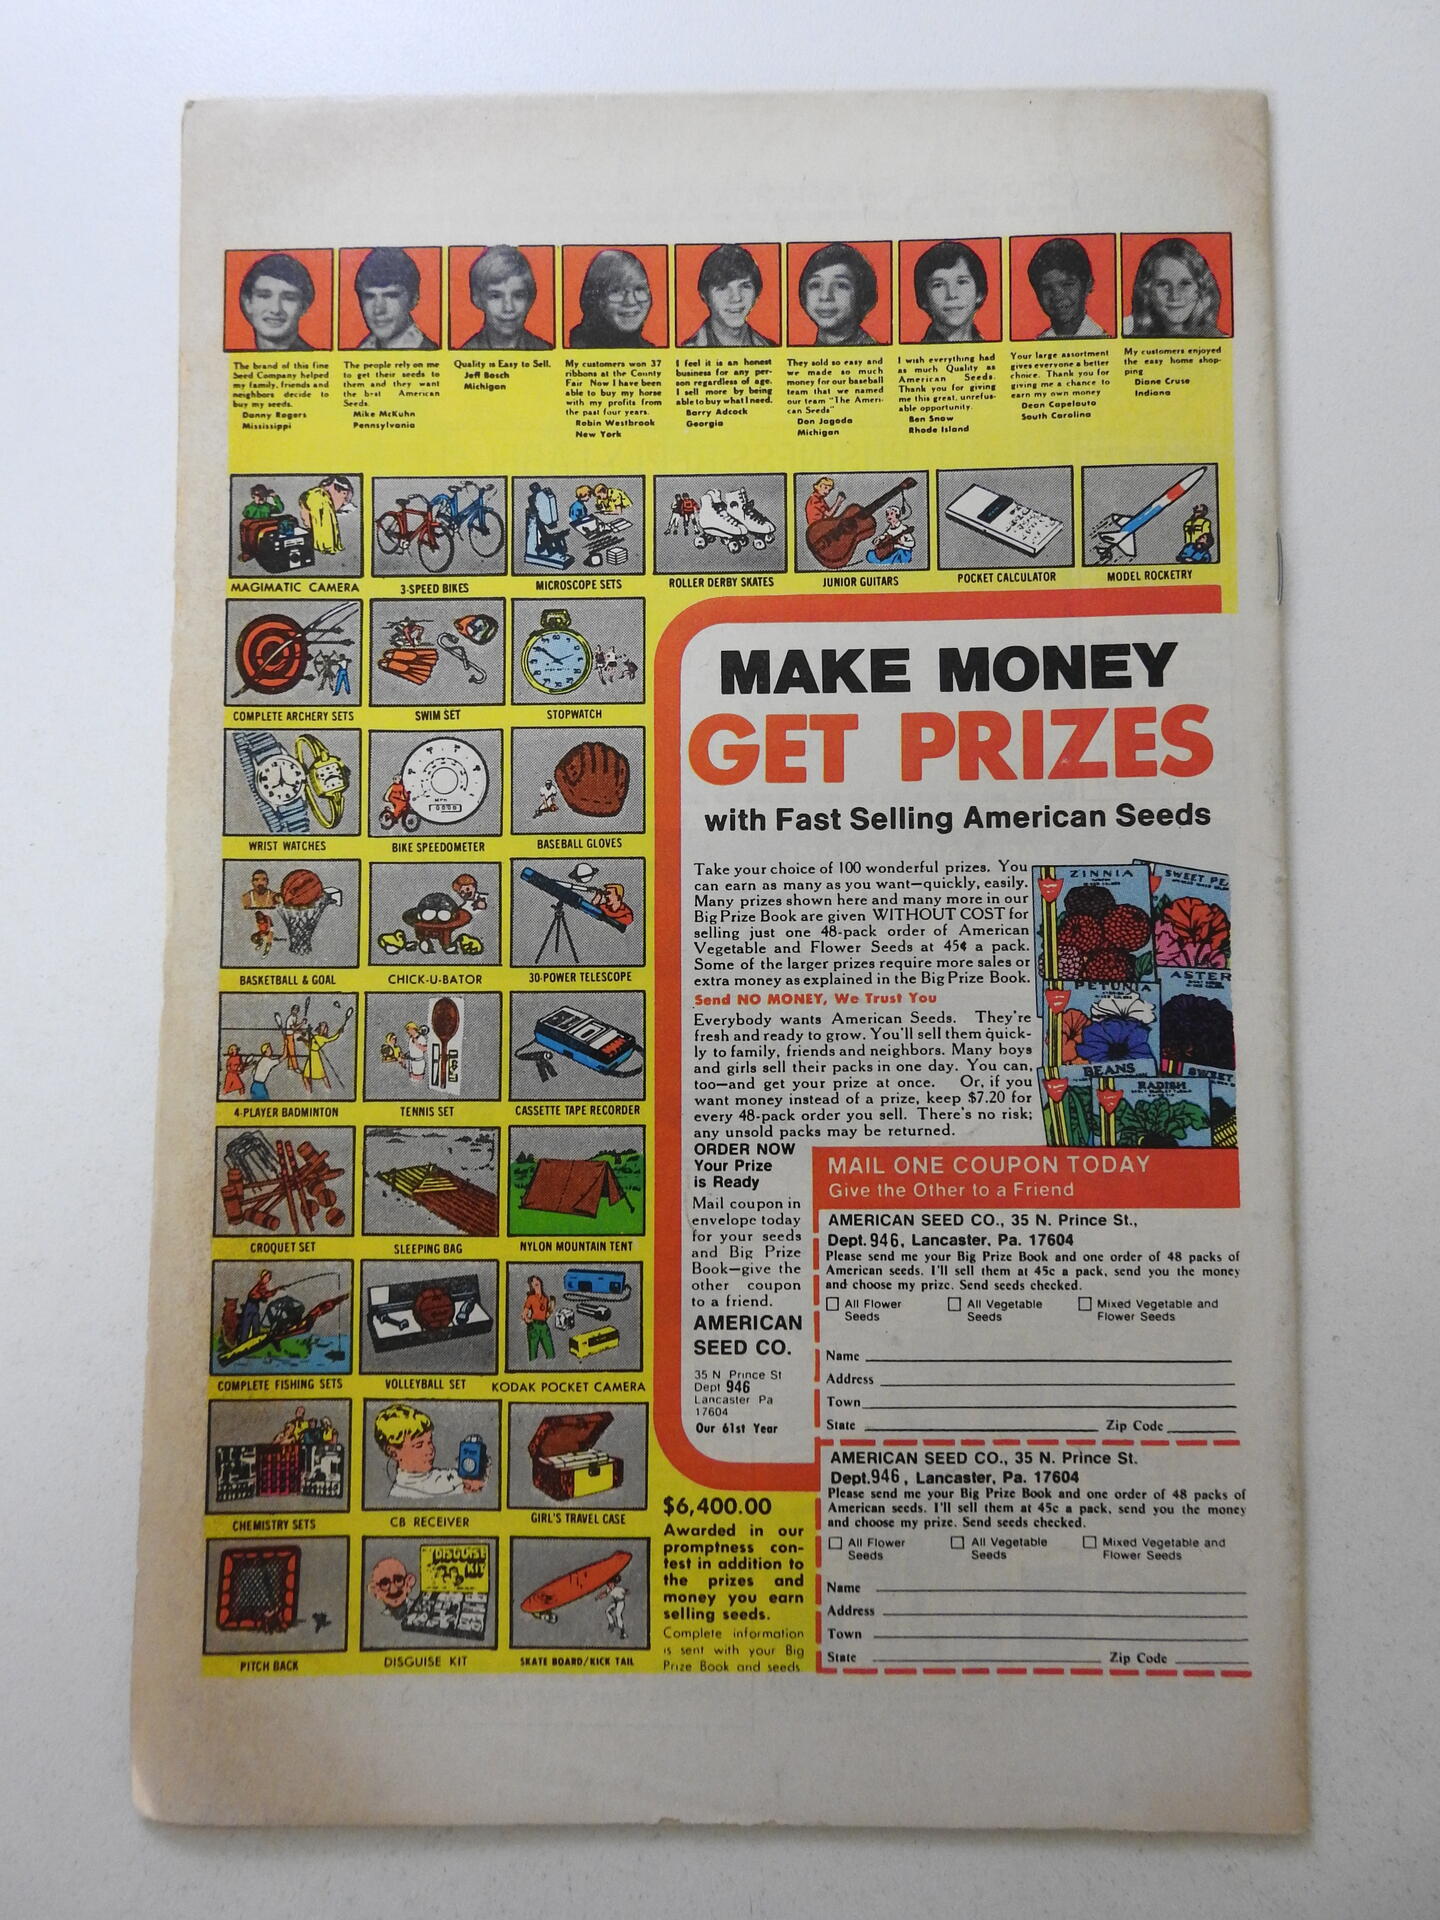 The brand of this fine
Seed Company helped
my family, friends and
neighbors decide to
buy my seeds.
Danny Rogers
Mississippi
The people rely on me
to get their seeds to
them and they want
the best American
Seeds.
Mike McKuhn
Pennsylvania
Quality is Easy to Sell.
Jeff Bosch
Michigan
My customers won 37
ribbons at the County
Fair Now I have been
able to buy my horse
with my profits from
the past four years.
Robin Westbrook
New York
I feel it is an honest
business for any per-
son regardless of age.
I sell more by being
able to buy what I need.
Barry Adcock
Georgia
They sold so easy and
we made so much
money for our baseball
team that we named
our team "The Ameri-
can Seeds"
Don Jagoda
Michigan
I wish everything had
as much Quality as
American Seeds.
Thank you for giving
me this great, unrefus-
able opportunity.
Ben Snow
Rhode Island
Your large assortment
gives everyone a better
choice. Thank you for
giving me a chance to
earn my own money
Dean Capelouto
South Carolina
My customers enjoyed
the easy home shop-
ping
Diane Cruse
Indiana
MAGIMATIC CAMERA
3-SPEED BIKES
MICROSCOPE SETS
ROLLER DERBY SKATES
JUNIOR GUITARS
POCKET CALCULATOR
MODEL ROCKETRY
COMPLETE ARCHERY SETS
SWIM SET
STOPWATCH
WRIST WATCHES
MPH
BIKE SPEEDOMETER
BASEBALL GLOVES
BASKETBALL & GOAL
CHICK-U-BATOR
30-POWER TELESCOPE
4-PLAYER BADMINTON
TENNIS SET
CASSETTE TAPE RECORDER
CROQUET SET
SLEEPING BAG
NYLON MOUNTAIN TENT
COMPLETE FISHING SETS
VOLLEYBALL SET
KODAK POCKET CAMERA
CHEMISTRY SETS
CB RECEIVER
GIRL'S TRAVEL CASE
PITCH BACK
DISGUISE
KIT
DISGUISE KIT
SKATE BOARD/KICK TAIL
MAKE MONEY
GET PRIZES
with Fast Selling American Seeds
Take your choice of 100 wonderful prizes. You
can earn as many as you want—quickly, easily.
Many prizes shown here and many more in our
Big Prize Book are given WITHOUT COST for
selling just one 48-pack order of American
Vegetable and Flower Seeds at 45¢ a pack.
Some of the larger prizes require more sales or
extra money as explained in the Big Prize Book.
Send NO MONEY, We Trust You
Everybody wants American Seeds. They're
fresh and ready to grow. You'll sell them quick-
ly to family, friends and neighbors. Many boys
and girls sell their packs in one day. You can,
too—and get your prize at once. Or, if you
want money instead of a prize, keep $7.20 for
every 48-pack order you sell. There's no risk;
any unsold packs may be returned.
ZINNIA
SWEET PE
ASTER
PETUNIA
BEANS
RADISH
SWEET
ORDER NOW
Your Prize
is Ready
Mail coupon in
envelope today
for your seeds
and Big Prize
Book—give the
other coupon
to a friend.
AMERICAN
SEED CO.
35 N Prince St
Dept 946
Lancaster Pa
17604
Our 61st Year
$6,400.00
Awarded in our
promptness con-
test in addition to
the prizes and
money you earn
selling seeds.
Complete information
is sent with your Big
Prize Book and seeds
MAIL ONE COUPON TODAY
Give the Other to a Friend
AMERICAN SEED CO., 35 N. Prince St.,
Dept. 946, Lancaster, Pa. 17604
Please send me your Big Prize Book and one order of 48 packs of
American seeds. I'll sell them at 45c a pack, send you the money
and choose my prize. Send seeds checked.
All Flower Seeds
All Vegetable Seeds
Mixed Vegetable and Flower Seeds
Name
Address
Town
State Zip Code
AMERICAN SEED CO., 35 N. Prince St.
Dept. 946, Lancaster, Pa. 17604
Please send me your Big Prize Book and one order of 48 packs of
American seeds. I'll sell them at 45c a pack, send you the money
and choose my prize. Send seeds checked.
All Flower Seeds
All Vegetable Seeds
Mixed Vegetable and Flower Seeds
Name
Address
Town
State Zip Code